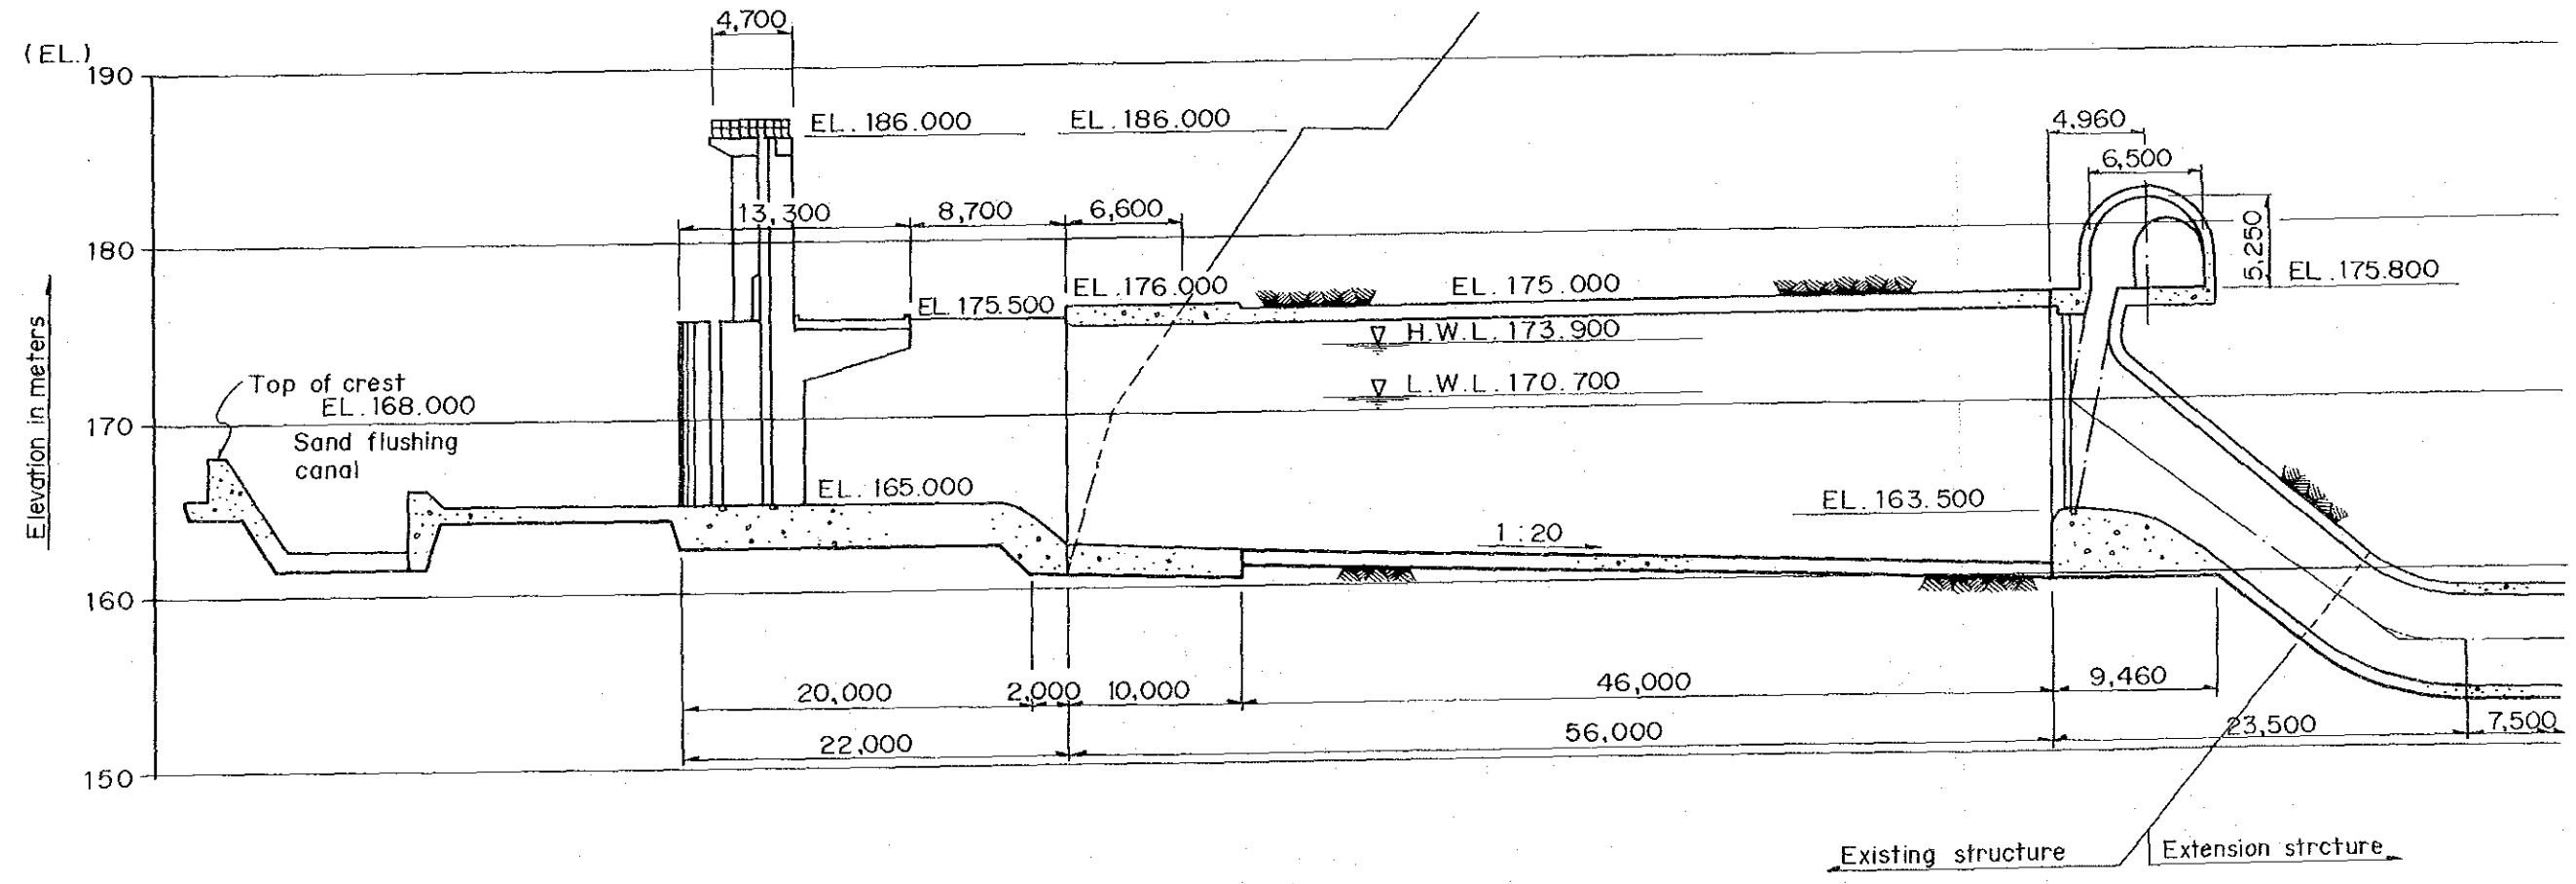 4,700
(EL.)
190
EL.186.000
EL.186.000
4,960
6,500
13,300
8,700
6,600
180
5,250
EL.175.800
EL.176.000
EL.175.000
EL.175.500
H.W.L.173.900
L.W.L.170.700
Top of crest
EL.168.000
170
Sand flushing
canal
Elevation in meters
EL.165.000
EL.163.500
1:20
160
20,000
2,000
10,000
46,000
9,460
22,000
56,000
23,500
7,500
150
Existing structure
Extension strcture